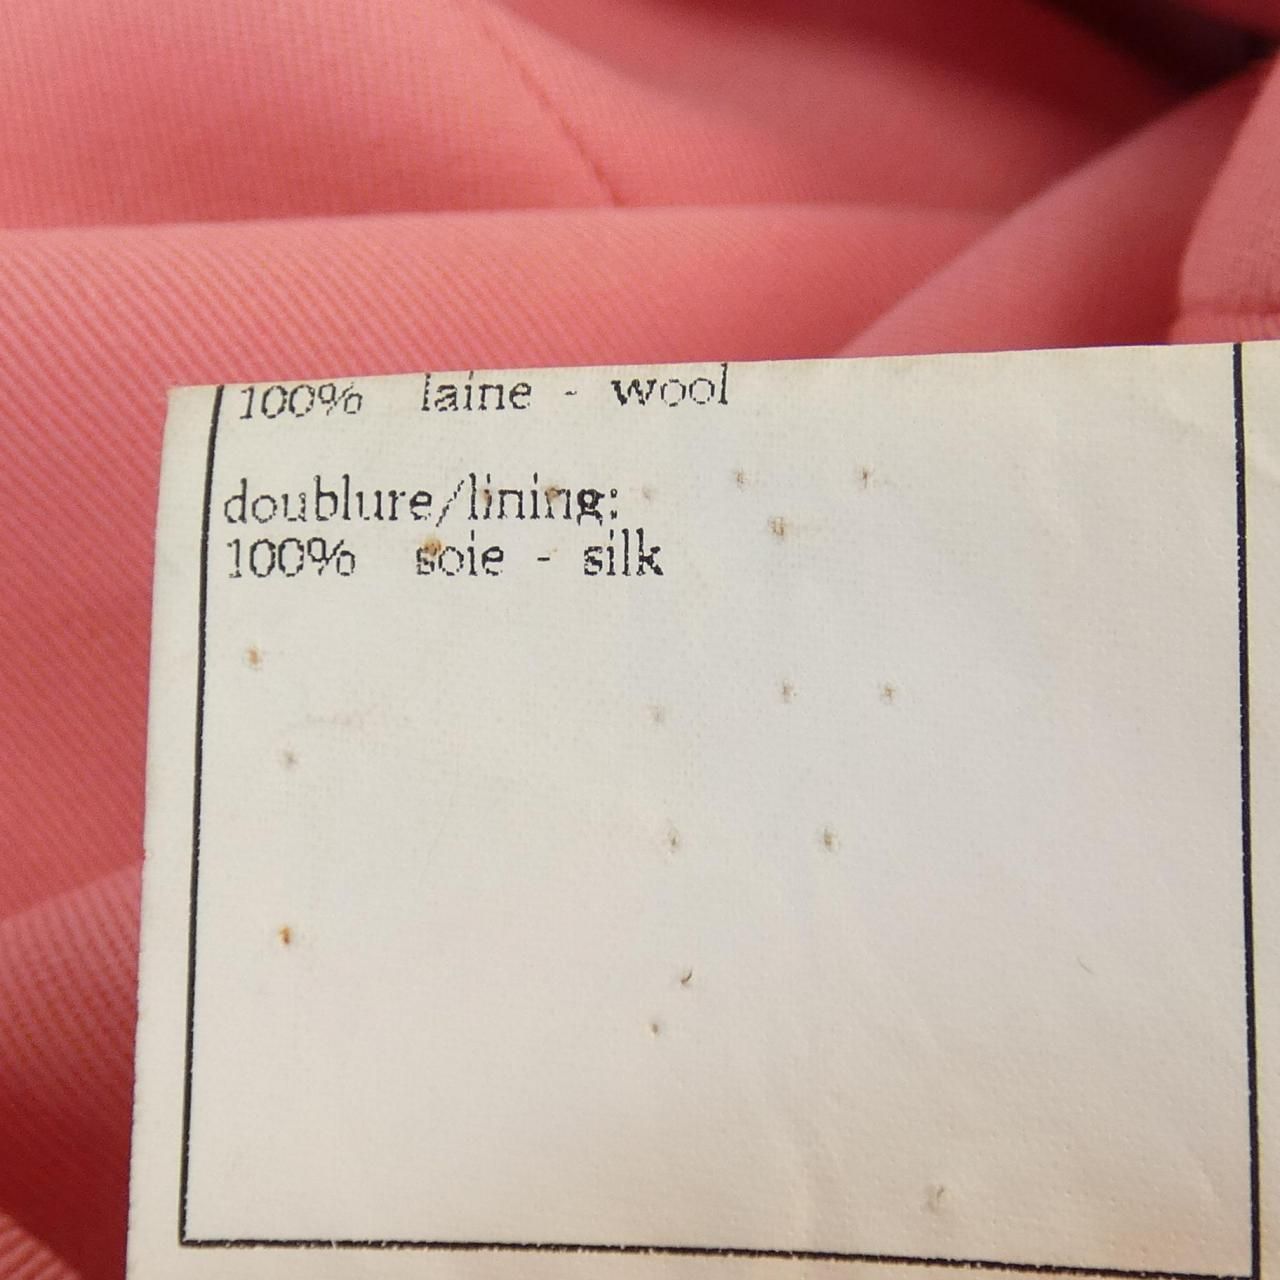 100% laine - wool
doublure/lining:
100% soie - silk